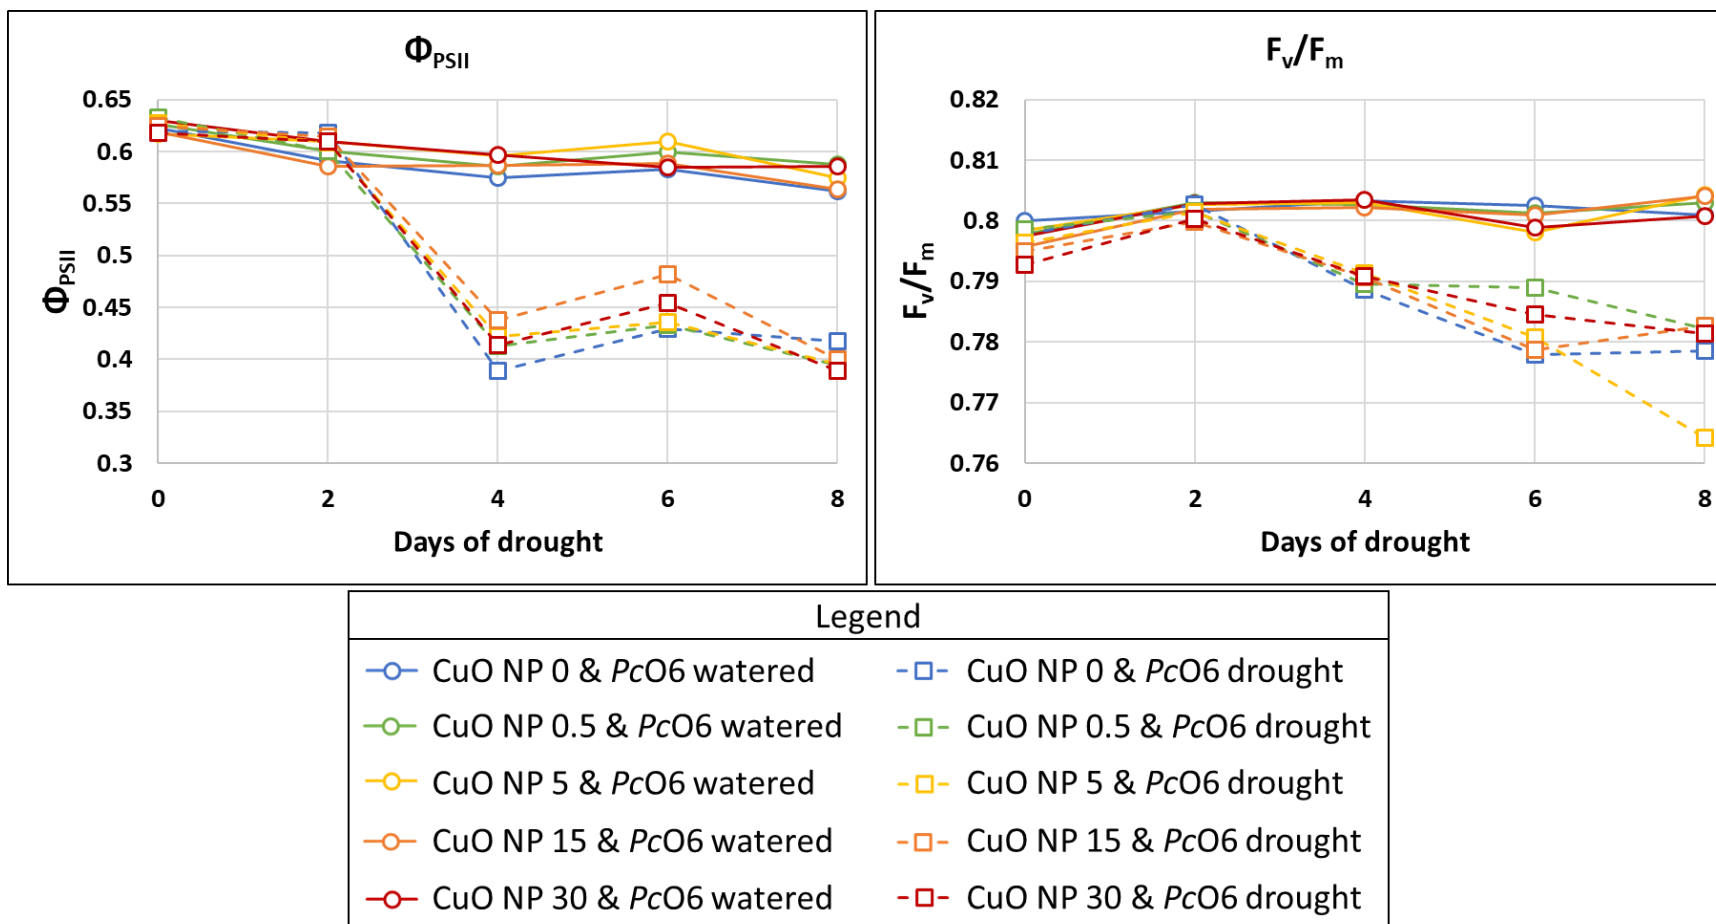 ΦPSII
ΦPSII
0.65
0.6
0.55
0.5
0.45
0.4
0.35
0.3
0 2 4 6 8
Days of drought
Fv/Fm
Fv/Fm
0.82
0.81
0.8
0.79
0.78
0.77
0.76
0 2 4 6 8
Days of drought
Legend
CuO NP 0 & PcO6 watered
CuO NP 0 & PcO6 drought
CuO NP 0.5 & PcO6 watered
CuO NP 0.5 & PcO6 drought
CuO NP 5 & PcO6 watered
CuO NP 5 & PcO6 drought
CuO NP 15 & PcO6 watered
CuO NP 15 & PcO6 drought
CuO NP 30 & PcO6 watered
CuO NP 30 & PcO6 drought